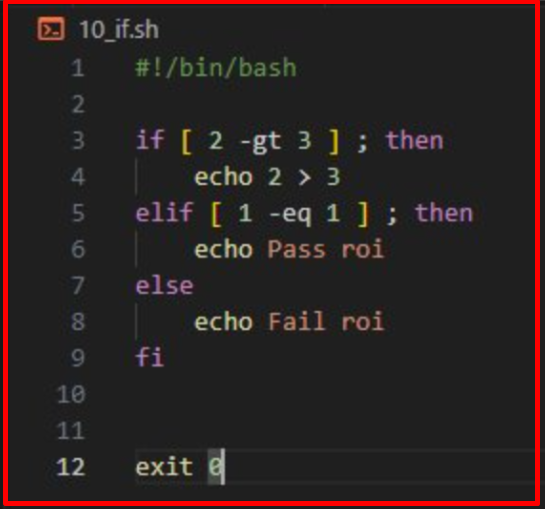 10_if.sh
1 #!/bin/bash
2
3 if [ 2 -gt 3 ] ; then
4 echo 2 > 3
5 elif [ 1 -eq 1 ] ; then
6 echo Pass roi
7 else
8 echo Fail roi
9 fi
10
11
12 exit 0